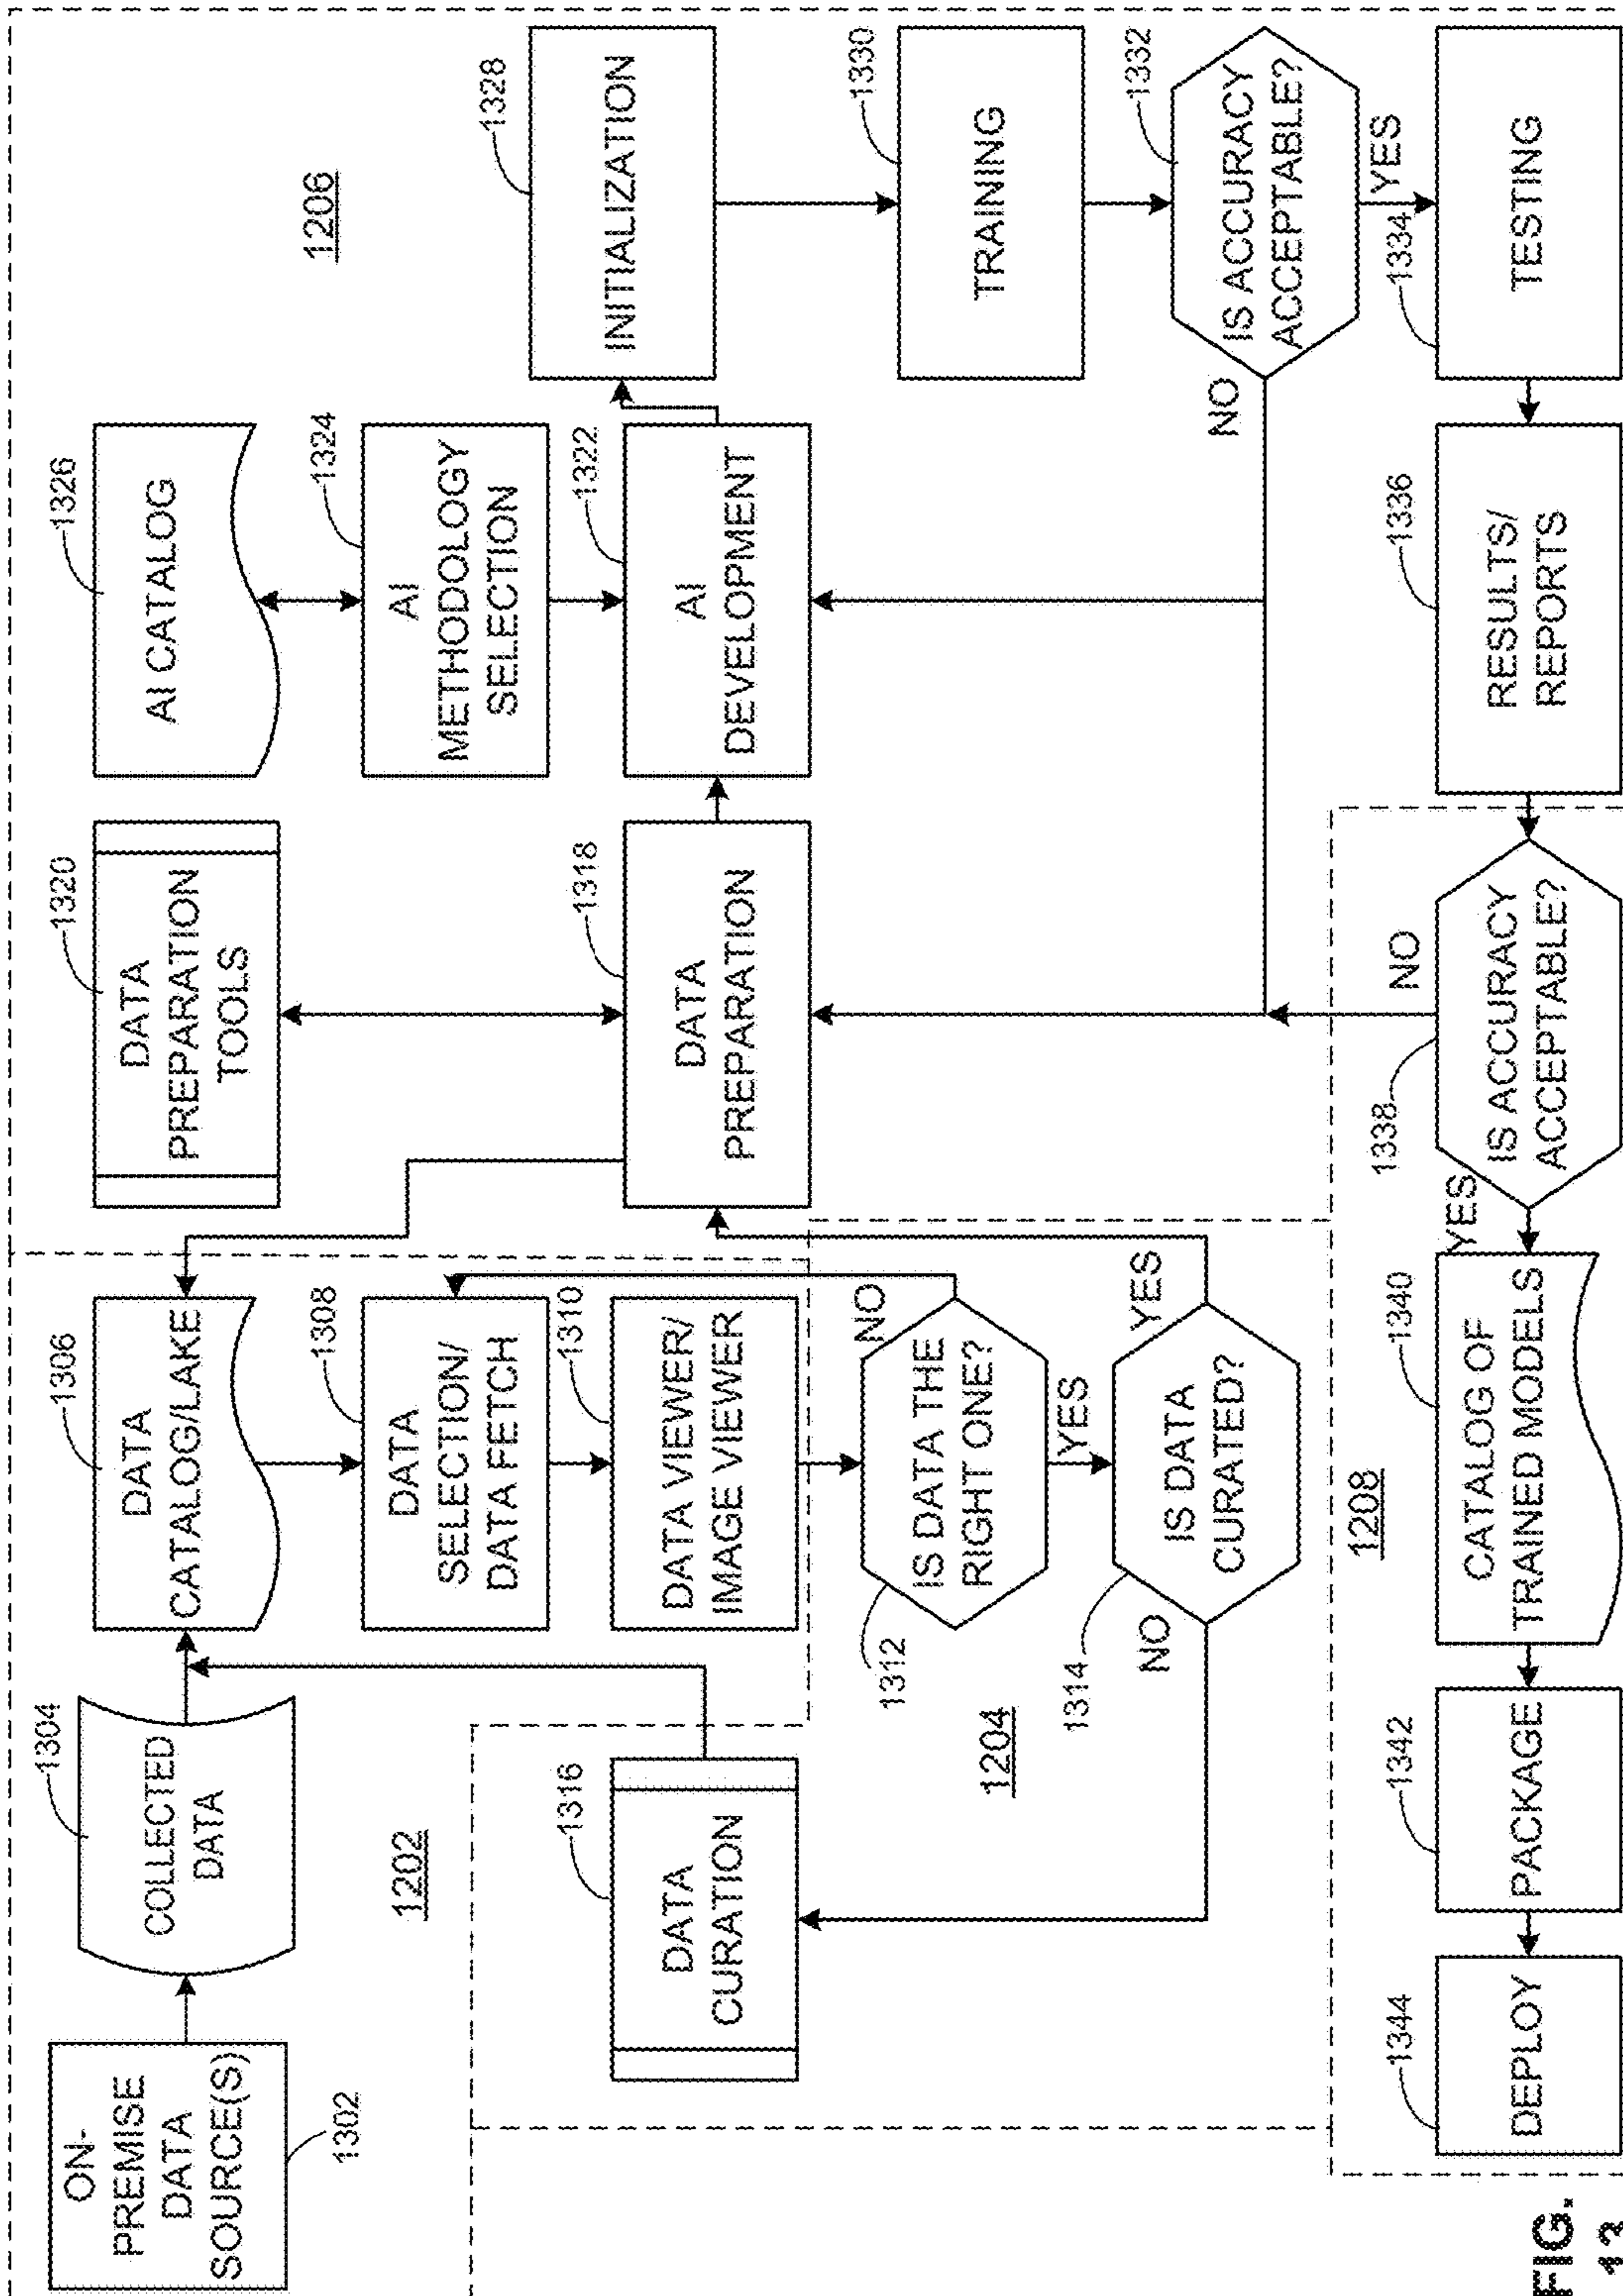 1302
ON-
PREMISE
DATA
SOURCE(S)
1304
COLLECTED
DATA
1306
DATA
CATALOG/LAKE
1308
DATA
SELECTION/
DATA FETCH
1310
DATA VIEWER/
IMAGE VIEWER
1202
1312
IS DATA THE
RIGHT ONE?
NO
YES
1314
IS DATA
CURATED?
NO
YES
1316
DATA
CURATION
1204
1320
DATA
PREPARATION
TOOLS
1318
DATA
PREPARATION
1326
AI CATALOG
1324
AI
METHODOLOGY
SELECTION
1322
AI
DEVELOPMENT
1206
1328
INITIALIZATION
1330
TRAINING
1332
IS ACCURACY
ACCEPTABLE?
NO
YES
1334
TESTING
1336
RESULTS/
REPORTS
1338
IS ACCURACY
ACCEPTABLE?
NO
YES
1208
1340
CATALOG OF
TRAINED MODELS
1342
PACKAGE
1344
DEPLOY
FIG.
13